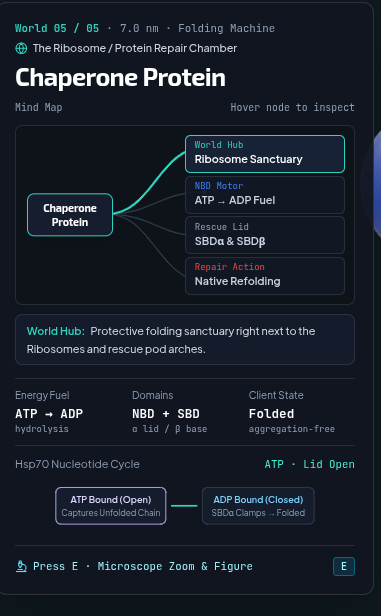 World 05 / 05 · 7.0 nm · Folding Machine
The Ribosome / Protein Repair Chamber
Chaperone Protein
Mind Map Hover node to inspect
World Hub
Ribosome Sanctuary
NBD Motor
ATP → ADP Fuel
Chaperone
Protein
Rescue Lid
SBDα & SBDβ
Repair Action
Native Refolding
World Hub: Protective folding sanctuary right next to the
Ribosomes and rescue pod arches.
Energy Fuel Domains Client State
ATP → ADP NBD + SBD Folded
hydrolysis α lid / β base aggregation-free
Hsp70 Nucleotide Cycle ATP · Lid Open
ATP Bound (Open) ADP Bound (Closed)
Captures Unfolded Chain SBDα Clamps → Folded
Press E · Microscope Zoom & Figure E